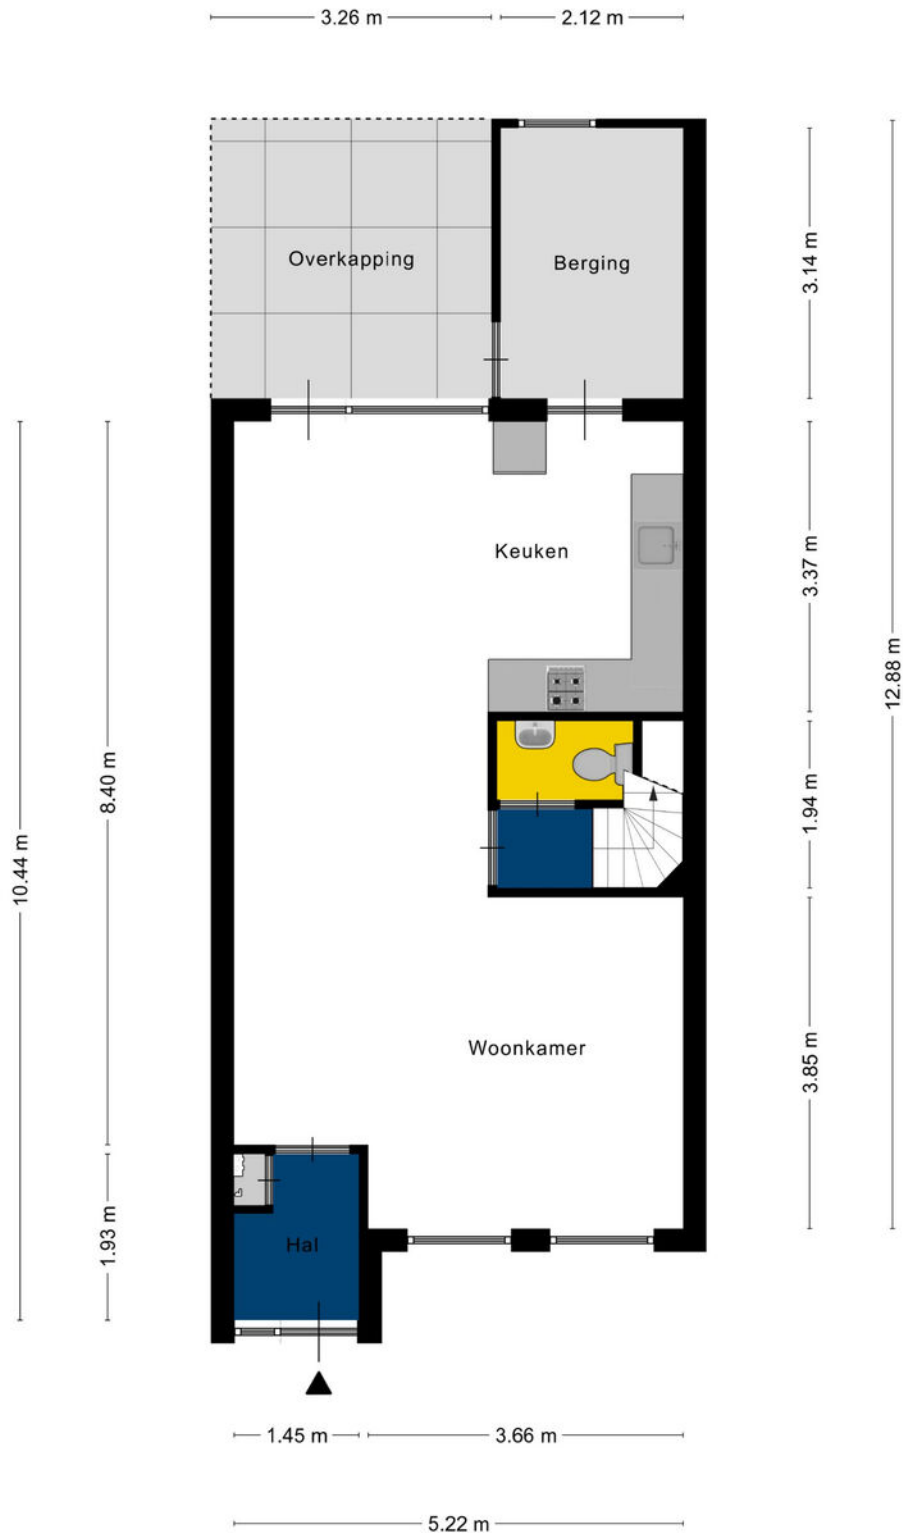 3.26 m
2.12 m
Overkapping
Berging
3.14 m
Keuken
3.37 m
12.88 m
8.40 m
1.94 m
10.44 m
Woonkamer
3.85 m
1.93 m
Hal
1.45 m
3.66 m
5.22 m